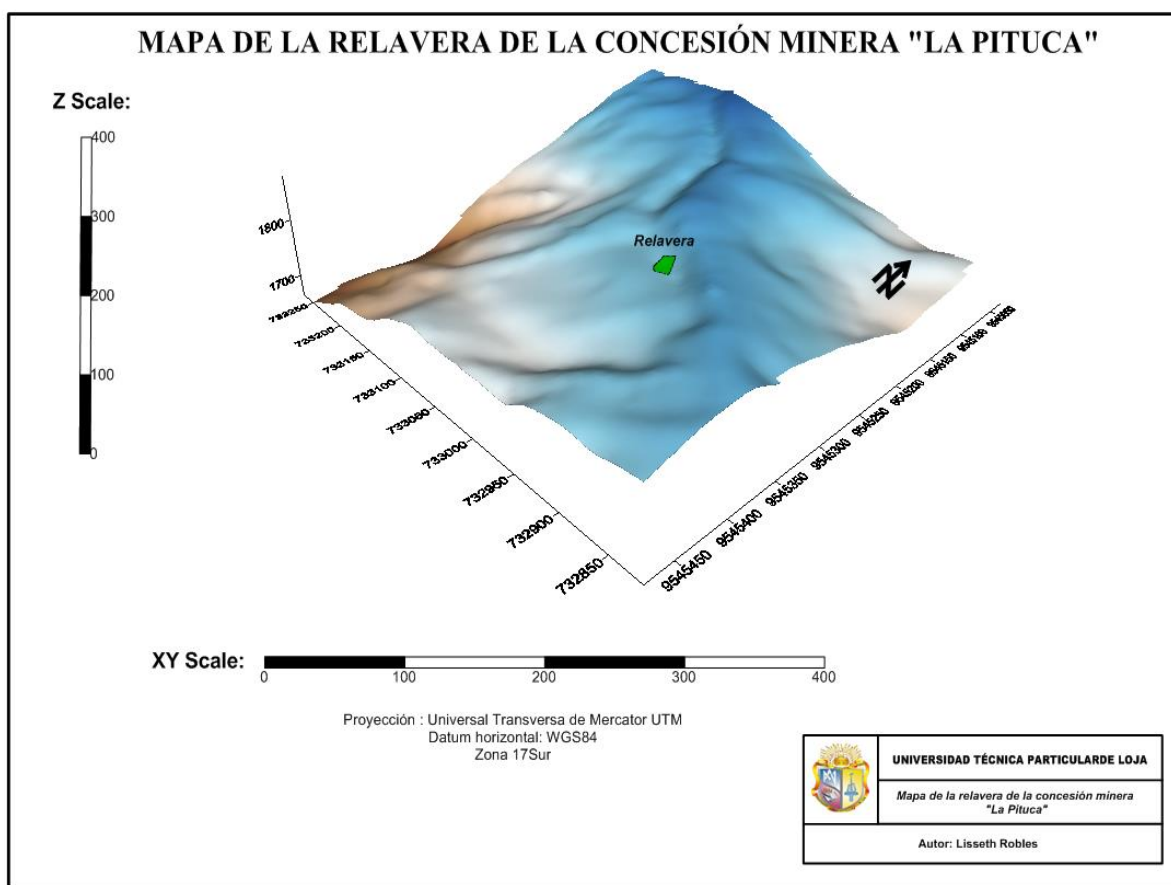 MAPA DE LA RELAVERA DE LA CONCESIÓN MINERA "LA PITUCA"
Z Scale:
400
300
200
100
0
1800
1700
Relavera
N
733250
733200
733150
733100
733050
733000
732950
732900
732850
9545450
9545400
9545350
9545300
9545250
9545200
9545150
9545100
XY Scale:
0
100
200
300
400
Proyección : Universal Transversa de Mercator UTM
Datum horizontal: WGS84
Zona 17Sur
UNIVERSIDAD TÉCNICA PARTICULARDE LOJA
Mapa de la relavera de la concesión minera
"La Pituca"
Autor: Lisseth Robles